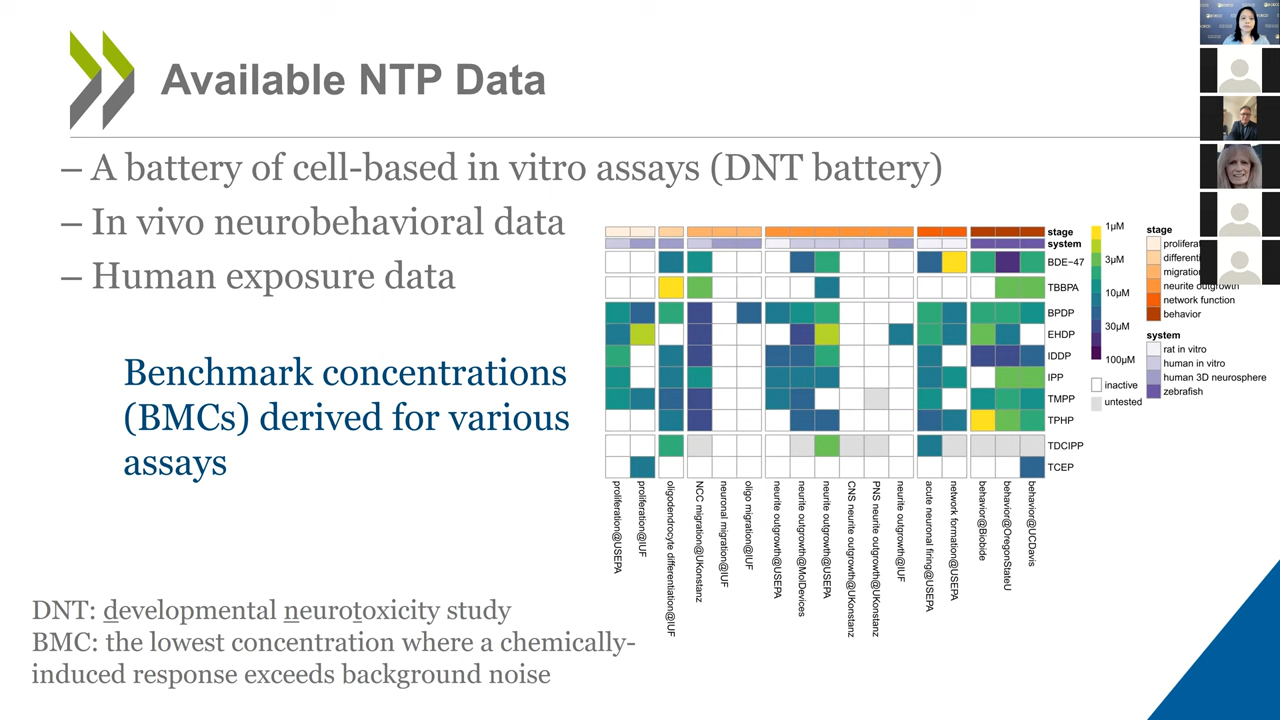 Available NTP Data
– A battery of cell-based in vitro assays (DNT battery)
– In vivo neurobehavioral data
– Human exposure data
Benchmark concentrations
(BMCs) derived for various
assays
DNT: developmental neurotoxicity study
BMC: the lowest concentration where a chemically-
induced response exceeds background noise
stage
system
BDE−47
TBBPA
BPDP
EHDP
IDDP
IPP
TMPP
TPHP
TDCIPP
TCEP
proliferation@USEPA
proliferation@IUF
oligodendrocyte differentiation@IUF
NCC migration@UKonstanz
neuronal migration@IUF
oligo migration@IUF
neurite outgrowth@USEPA
neurite outgrowth@MolDevices
neurite outgrowth@USEPA
CNS neurite outgrowth@UKonstanz
PNS neurite outgrowth@UKonstanz
neurite outgrowth@IUF
acute neuronal firing@USEPA
network formation@USEPA
behavior@Biobide
behavior@OregonStateU
behavior@UCDavis
1µM
3µM
10µM
30µM
100µM
inactive
untested
stage
prolifera
differenti
migration
neurite outgrowth
network function
behavior
system
rat in vitro
human in vitro
human 3D neurosphere
zebrafish